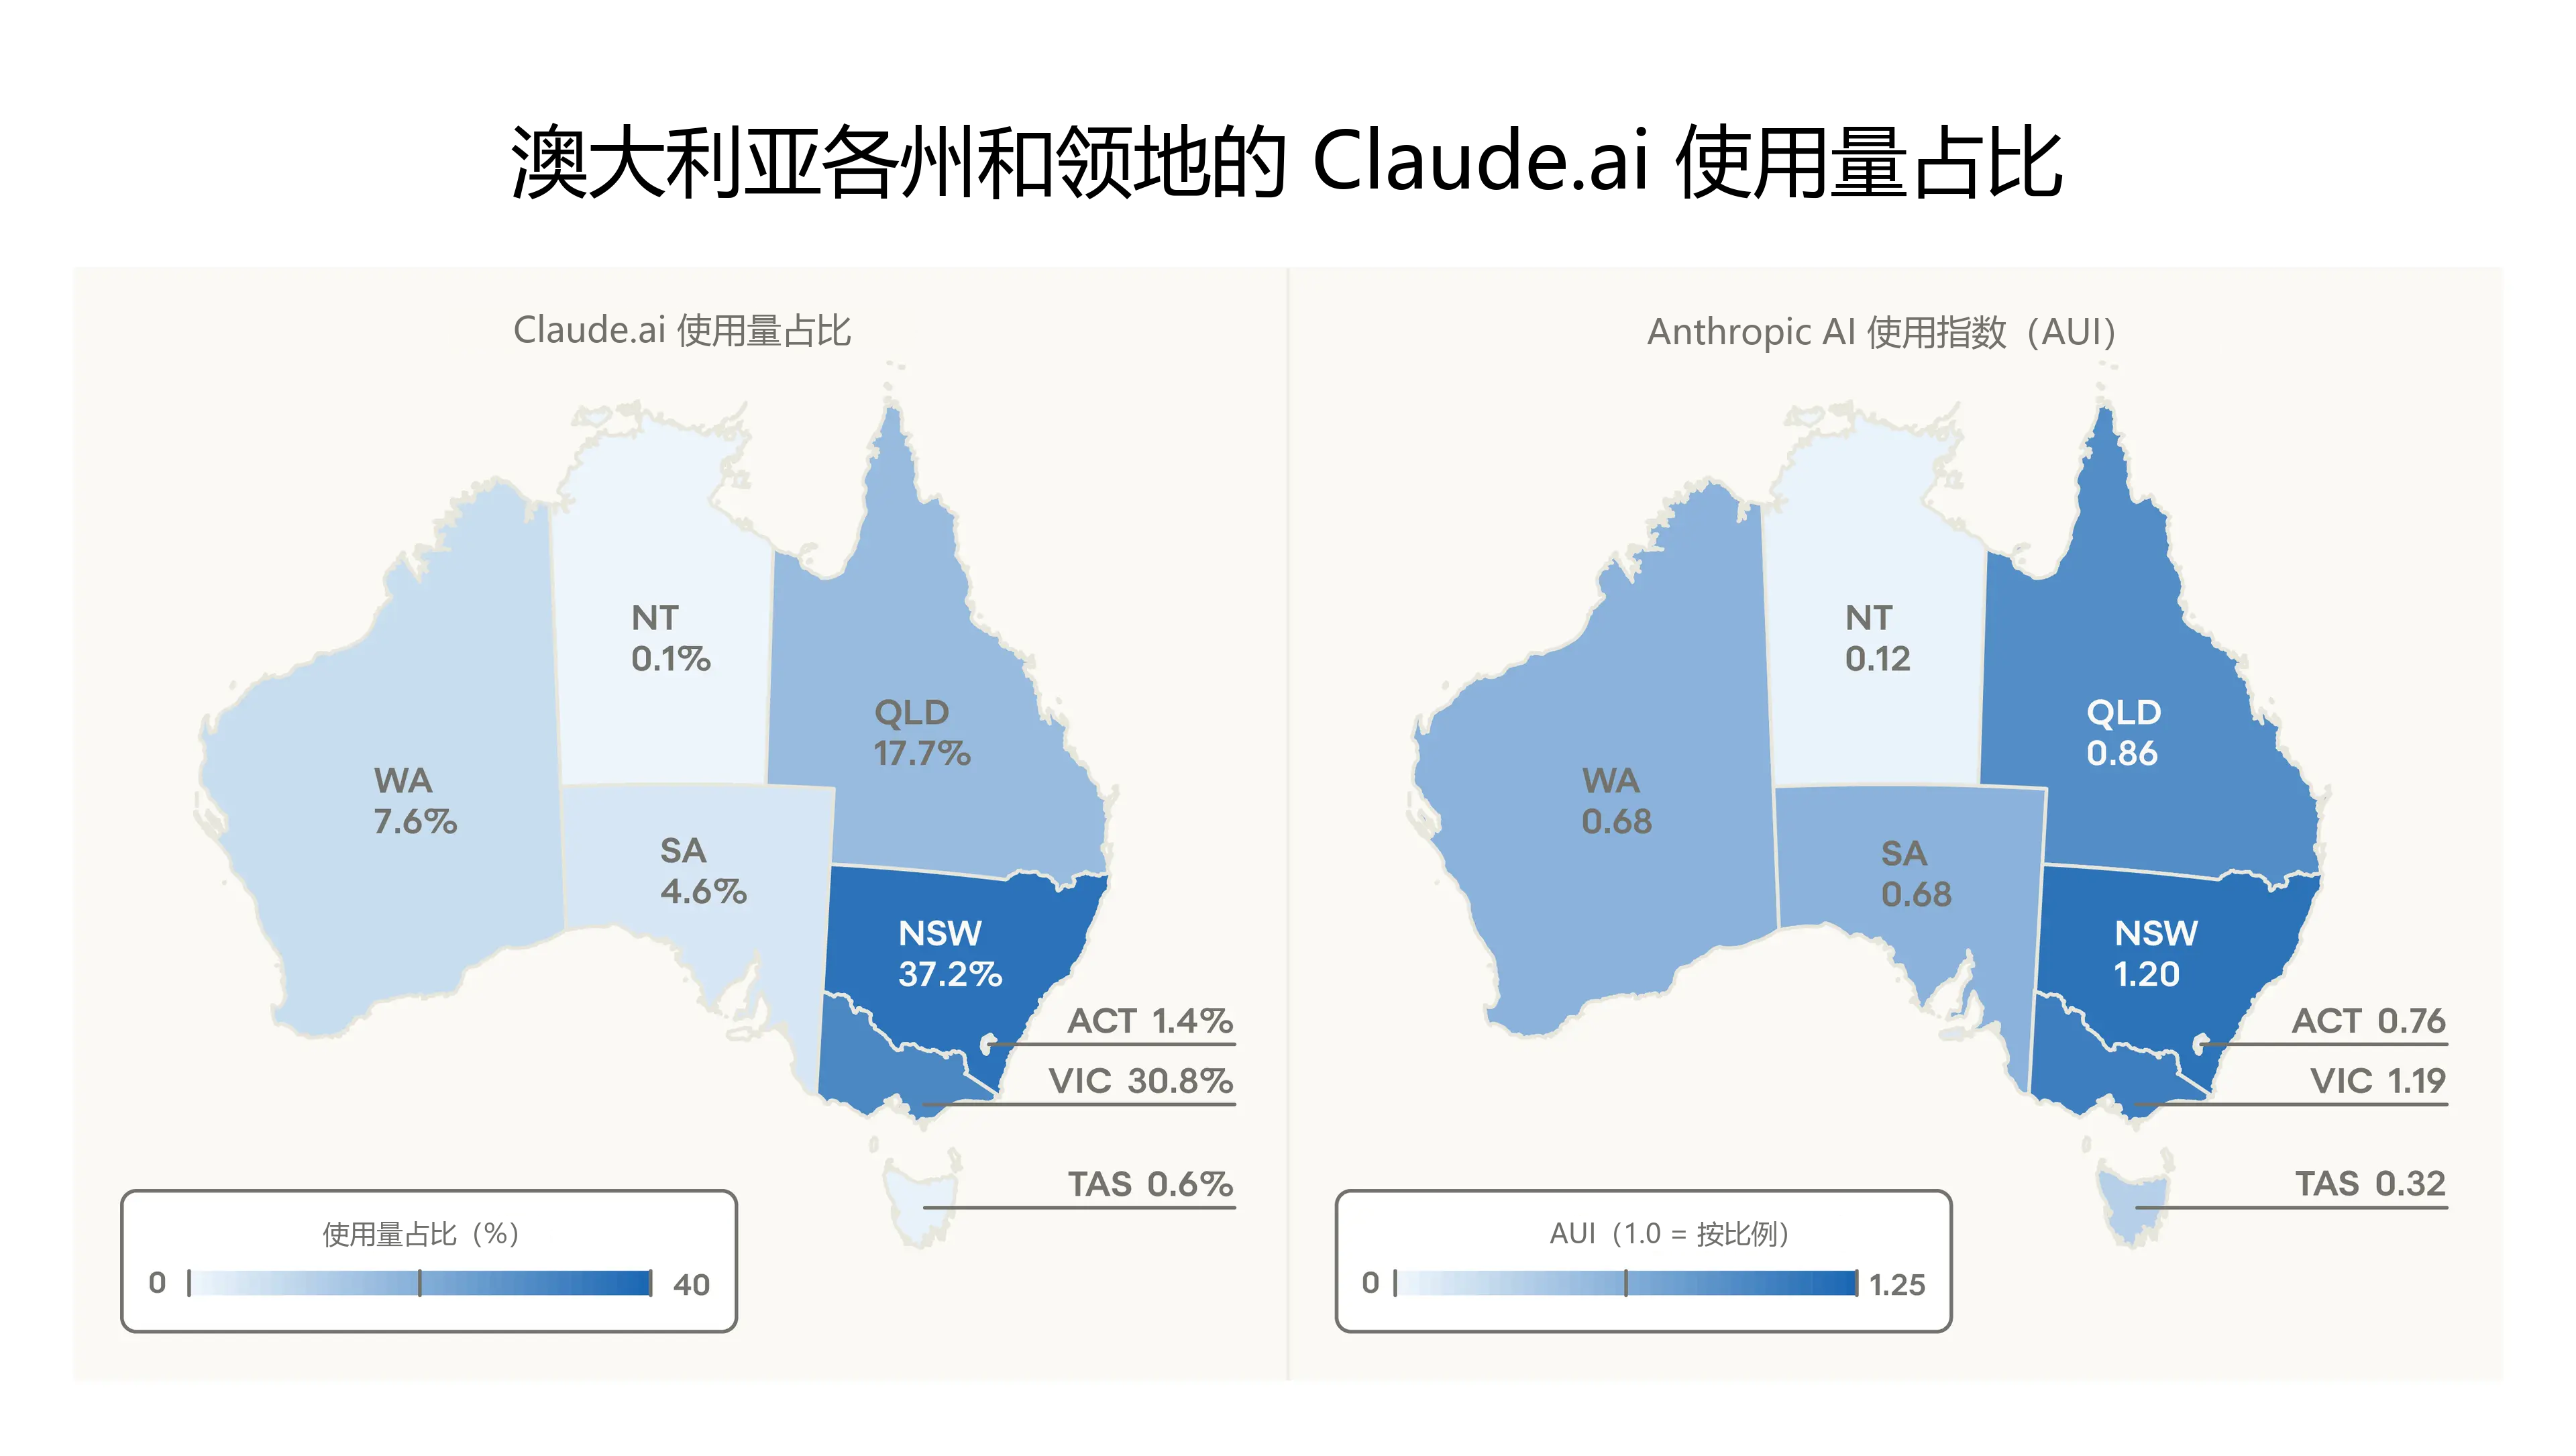 澳大利亚各州和领地的 Claude.ai 使用量占比
Claude.ai 使用量占比
NT
0.1%
QLD
17.7%
WA
7.6%
SA
4.6%
NSW
37.2%
ACT 1.4%
VIC 30.8%
TAS 0.6%
使用量占比（%）
0
40
Anthropic AI 使用指数（AUI）
NT
0.12
QLD
0.86
WA
0.68
SA
0.68
NSW
1.20
ACT 0.76
VIC 1.19
TAS 0.32
AUI（1.0 = 按比例）
0
1.25